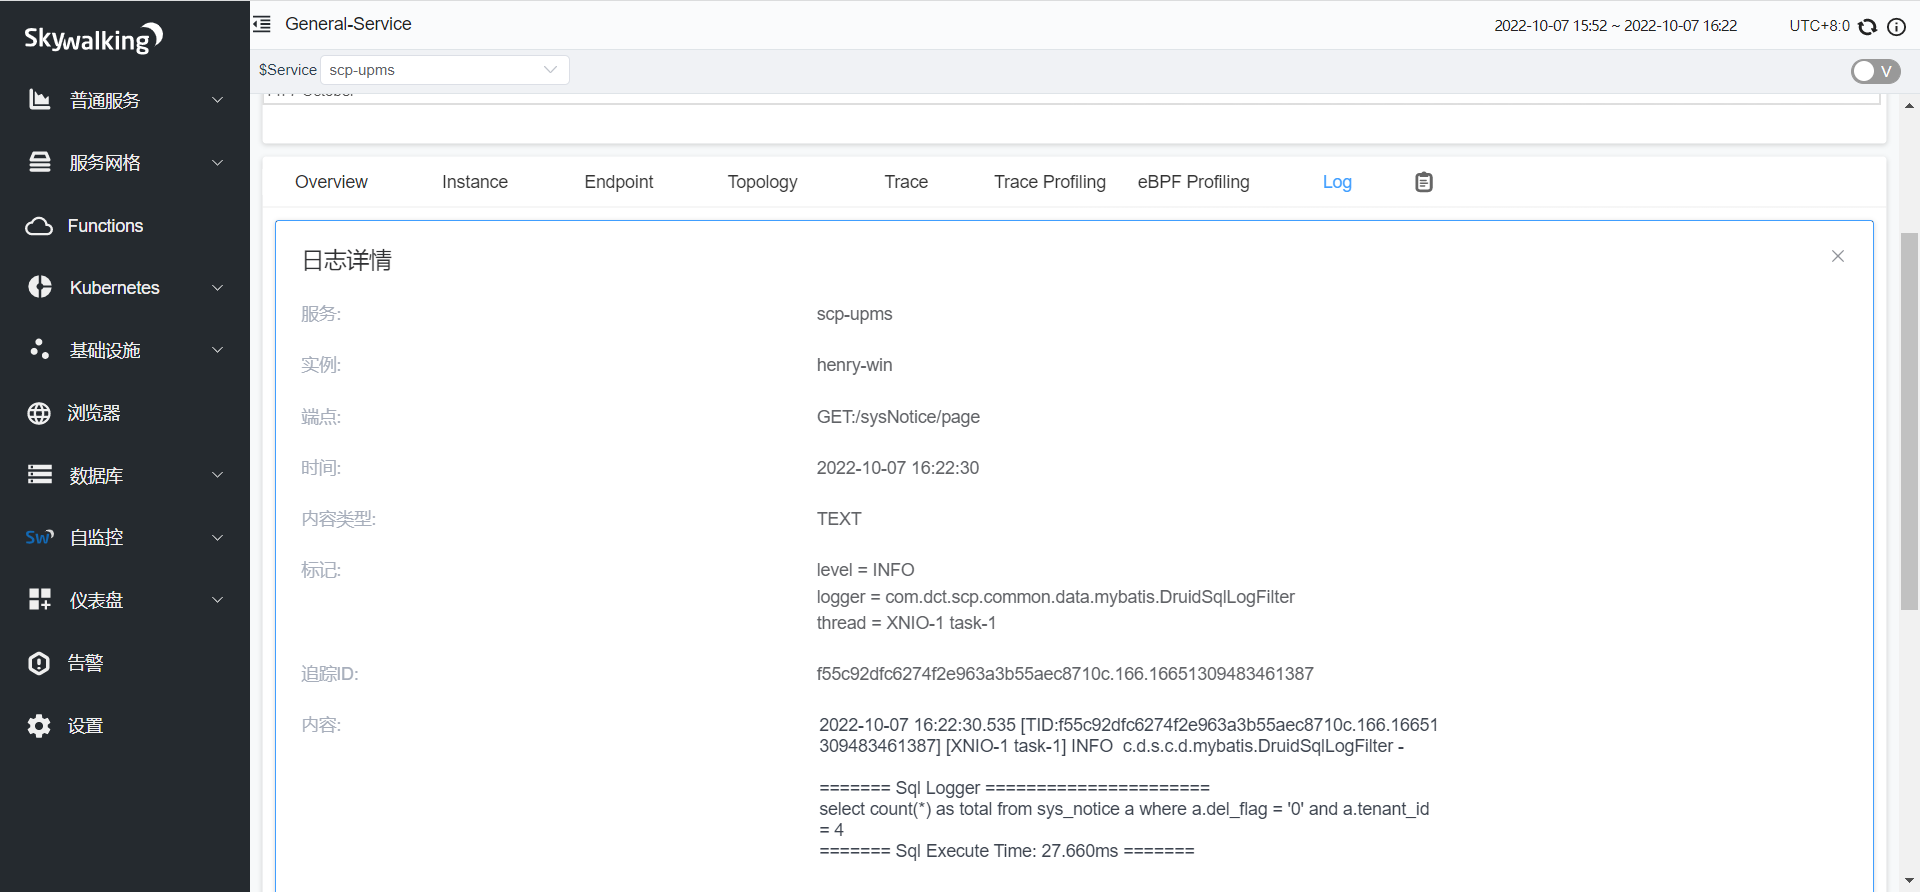 Skywalking
General-Service
2022-10-07 15:52 ~ 2022-10-07 16:22
UTC+8:0
$Service
scp-upms
V
普通服务
服务网格
Functions
Kubernetes
基础设施
浏览器
数据库
Sw
自监控
仪表盘
告警
设置
Overview
Instance
Endpoint
Topology
Trace
Trace Profiling
eBPF Profiling
Log
日志详情
服务:
scp-upms
实例:
henry-win
端点:
GET:/sysNotice/page
时间:
2022-10-07 16:22:30
内容类型:
TEXT
标记:
level = INFO
logger = com.dct.scp.common.data.mybatis.DruidSqlLogFilter
thread = XNIO-1 task-1
追踪ID:
f55c92dfc6274f2e963a3b55aec8710c.166.16651309483461387
内容:
2022-10-07 16:22:30.535 [TID:f55c92dfc6274f2e963a3b55aec8710c.166.16651
309483461387] [XNIO-1 task-1] INFO  c.d.s.c.d.mybatis.DruidSqlLogFilter -
======= Sql Logger ======================
select count(*) as total from sys_notice a where a.del_flag = '0' and a.tenant_id
= 4
======= Sql Execute Time: 27.660ms =======